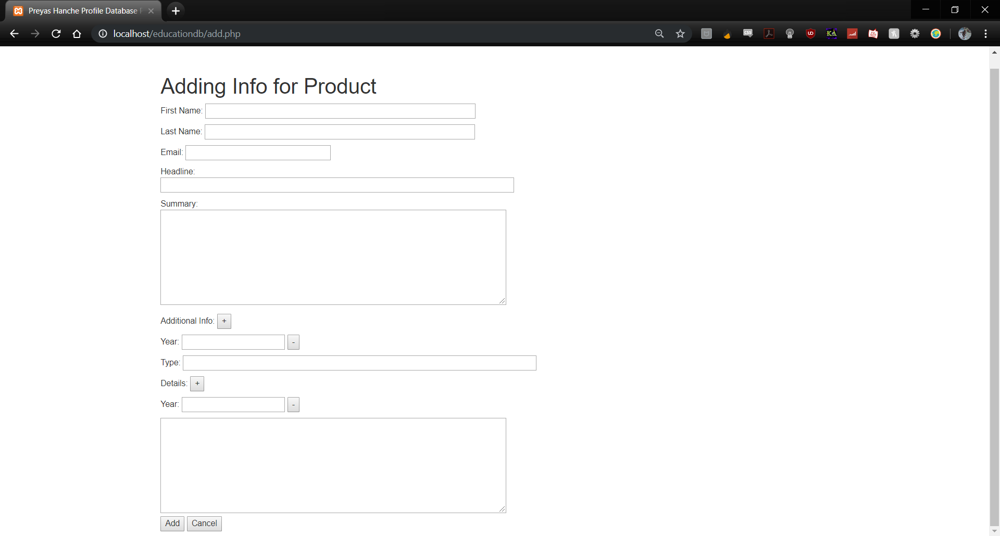 Preyas Hanche Profile Database
localhost/educationdb/add.php
Adding Info for Product
First Name:
Last Name:
Email:
Headline:
Summary:
Additional Info: +
Year: -
Type:
Details: +
Year: -
Add Cancel